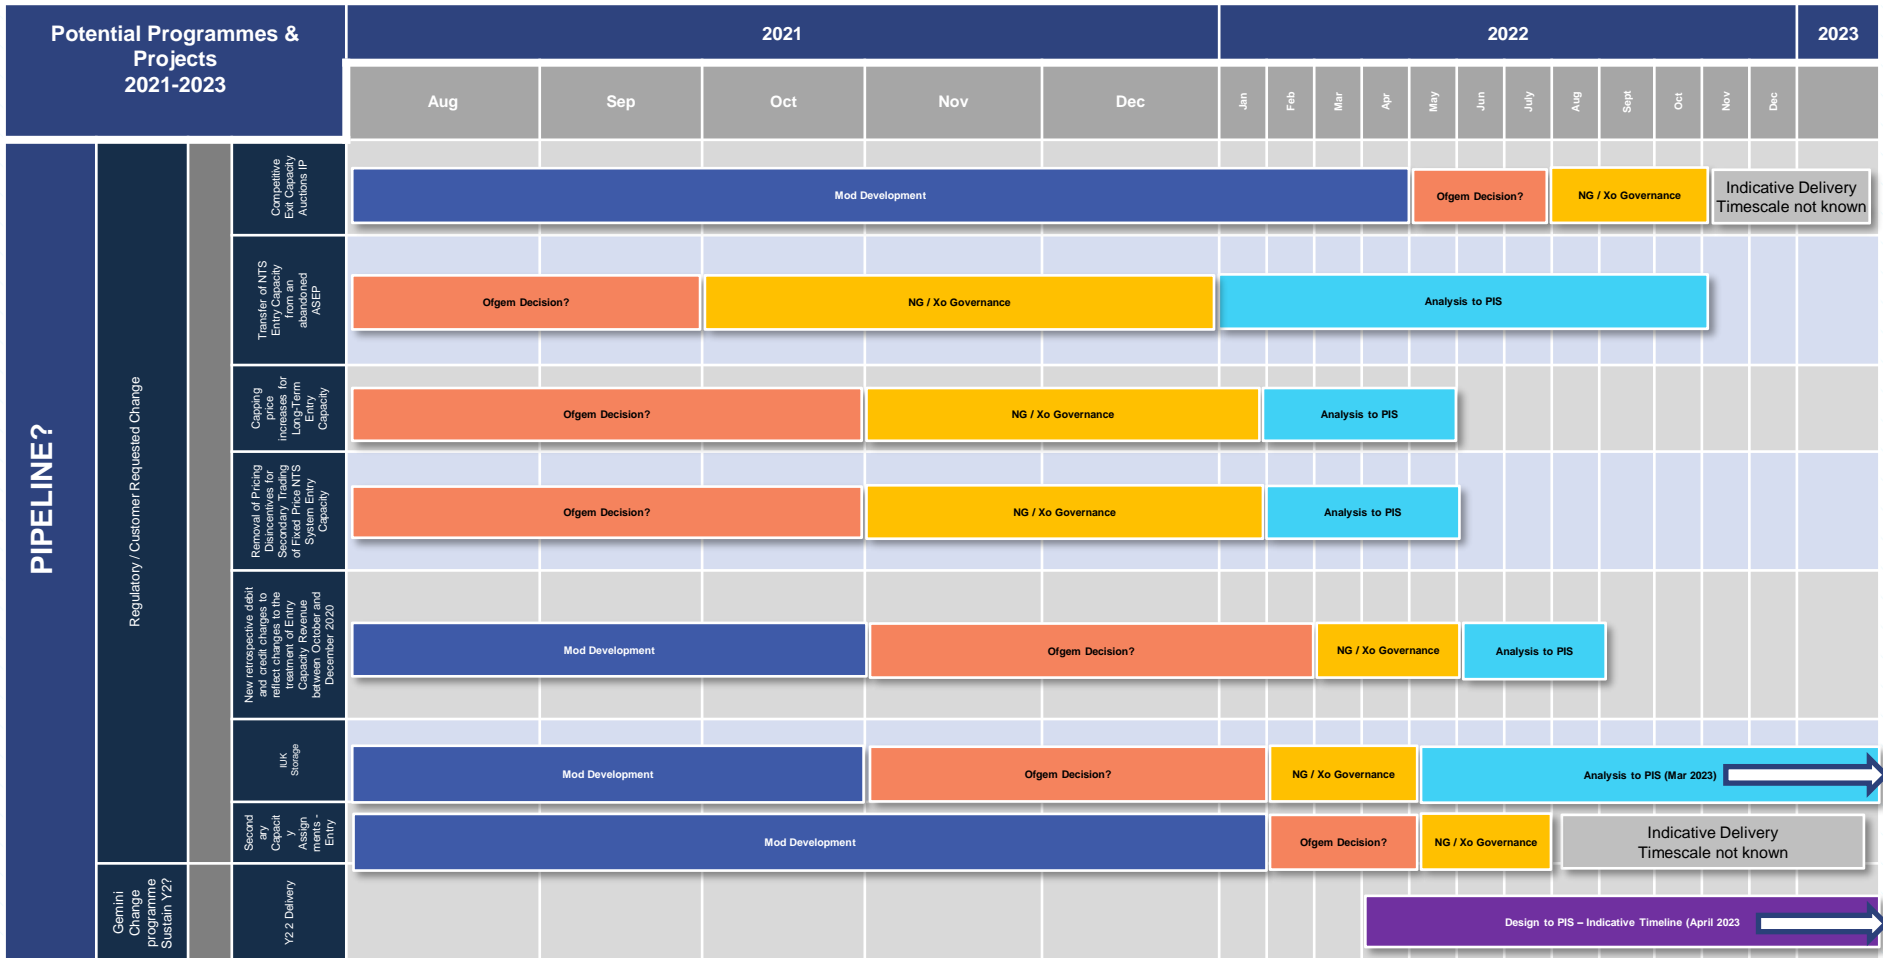 Potential Programmes &
Projects
2021-2023
2021
2022
2023
Aug
Sep
Oct
Nov
Dec
Jan
Feb
Mar
Apr
May
Jun
July
Aug
Sept
Oct
Nov
Dec
PIPELINE?
Regulatory / Customer Requested Change
Competitive
Exit Capacity
Auctions IP
Mod Development
Ofgem Decision?
NG / Xo Governance
Indicative Delivery
Timescale not known
Transfer of NTS
Entry Capacity
from an
abandoned
ASEP
Ofgem Decision?
NG / Xo Governance
Analysis to PIS
Capping
price
increases for
Long-Term
Entry
Capacity
Ofgem Decision?
NG / Xo Governance
Analysis to PIS
Removal of Pricing
Disincentives for
Secondary Trading
of Fixed Price NTS
System Entry
Capacity
Ofgem Decision?
NG / Xo Governance
Analysis to PIS
New retrospective debit
and credit charges to
reflect changes to the
treatment of Entry
Capacity Revenue
between October and
December 2020
Mod Development
Ofgem Decision?
NG / Xo Governance
Analysis to PIS
IUK
Storage
Mod Development
Ofgem Decision?
NG / Xo Governance
Analysis to PIS (Mar 2023)
Second
ary
Capacit
y
Assign
ments -
Entry
Mod Development
Ofgem Decision?
NG / Xo Governance
Indicative Delivery
Timescale not known
Gemini
Change
programme
Sustain Y2?
Y2 2 Delivery
Design to PIS – Indicative Timeline (April 2023